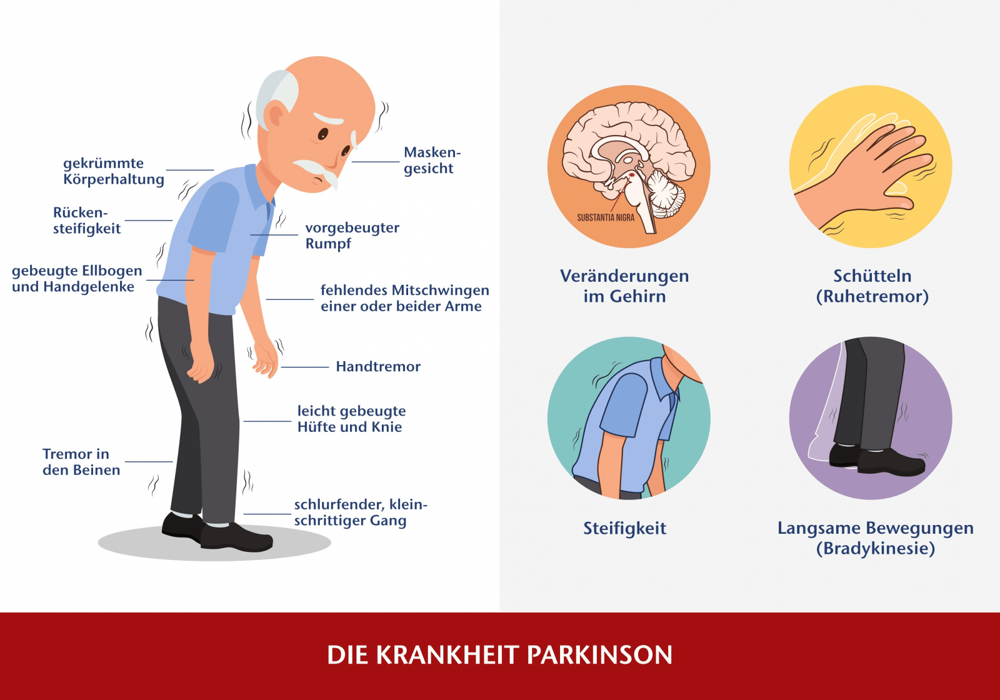 Masken-
gesicht
gekrümmte
Körperhaltung
Rücken-
steifigkeit
vorgebeugter
Rumpf
gebeugte Ellbogen
und Handgelenke
fehlendes Mitschwingen
einer oder beider Arme
Handtremor
leicht gebeugte
Hüfte und Knie
Tremor in
den Beinen
schlurfender, klein-
schrittiger Gang
SUBSTANTIA NIGRA
Veränderungen
im Gehirn
Schütteln
(Ruhetremor)
Steifigkeit
Langsame Bewegungen
(Bradykinesie)
DIE KRANKHEIT PARKINSON